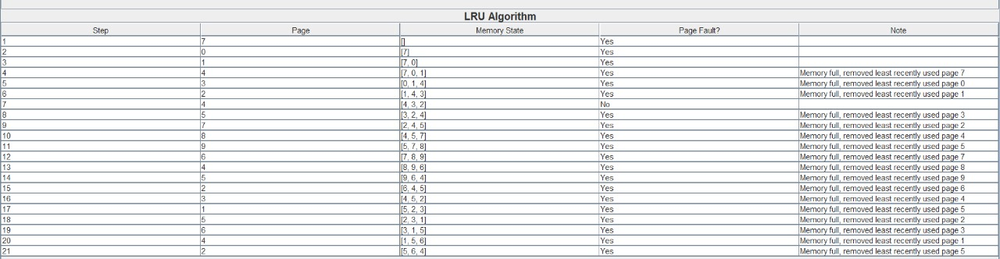 LRU Algorithm
Step Page Memory State Page Fault? Note
1 7 [] Yes
2 0 [7] Yes
3 1 [7, 0] Yes
4 4 [7, 0, 1] Yes Memory full, removed least recently used page 7
5 3 [0, 1, 4] Yes Memory full, removed least recently used page 0
6 2 [1, 4, 3] Yes Memory full, removed least recently used page 1
7 4 [4, 3, 2] No
8 5 [3, 2, 4] Yes Memory full, removed least recently used page 3
9 7 [2, 4, 5] Yes Memory full, removed least recently used page 2
10 8 [4, 5, 7] Yes Memory full, removed least recently used page 4
11 9 [5, 7, 8] Yes Memory full, removed least recently used page 5
12 6 [7, 8, 9] Yes Memory full, removed least recently used page 7
13 4 [8, 9, 6] Yes Memory full, removed least recently used page 8
14 5 [9, 6, 4] Yes Memory full, removed least recently used page 9
15 2 [6, 4, 5] Yes Memory full, removed least recently used page 6
16 3 [4, 5, 2] Yes Memory full, removed least recently used page 4
17 1 [5, 2, 3] Yes Memory full, removed least recently used page 5
18 5 [2, 3, 1] Yes Memory full, removed least recently used page 2
19 6 [3, 1, 5] Yes Memory full, removed least recently used page 3
20 4 [1, 5, 6] Yes Memory full, removed least recently used page 1
21 2 [5, 6, 4] Yes Memory full, removed least recently used page 5